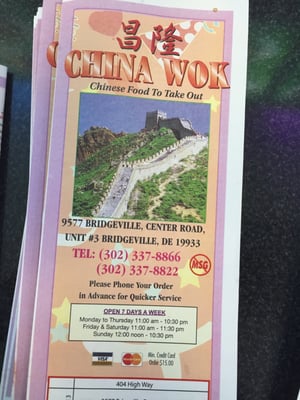 昌隆
CHINA WOK
Chinese Food To Take Out
9577 BRIDGEVILLE, CENTER ROAD,
UNIT #3 BRIDGEVILLE, DE 19933
TEL: (302) 337-8866
(302) 337-8822
MSG
Please Phone Your Order
in Advance for Quicker Service
OPEN 7 DAYS A WEEK
Monday to Thursday 11:00 am - 10:30 pm
Friday & Saturday 11:00 am - 11:30 pm
Sunday 12:00 noon - 10:30 pm
VISA
MasterCard
Min. Credit Card
Order $15.00
404 High Way